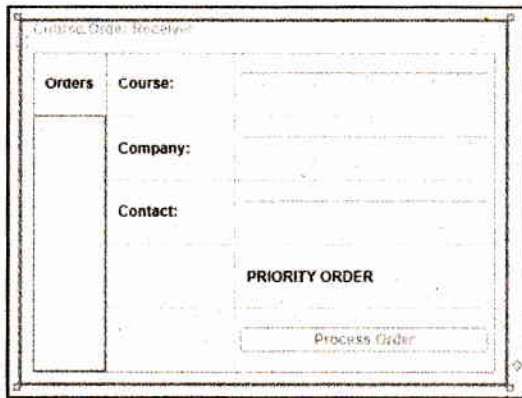 Course Order Receiver
Orders Course:
Company:
Contact:
PRIORITY ORDER
Process Order